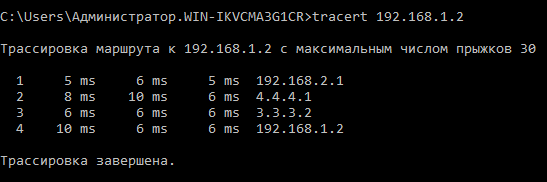 C:\Users\Администратор.WIN-IKVCMA3G1CR>tracert 192.168.1.2
Трассировка маршрута к 192.168.1.2 с максимальным числом прыжков 30
1 5 ms 6 ms 5 ms 192.168.2.1
2 8 ms 10 ms 6 ms 4.4.4.1
3 6 ms 6 ms 6 ms 3.3.3.2
4 10 ms 6 ms 6 ms 192.168.1.2
Трассировка завершена.